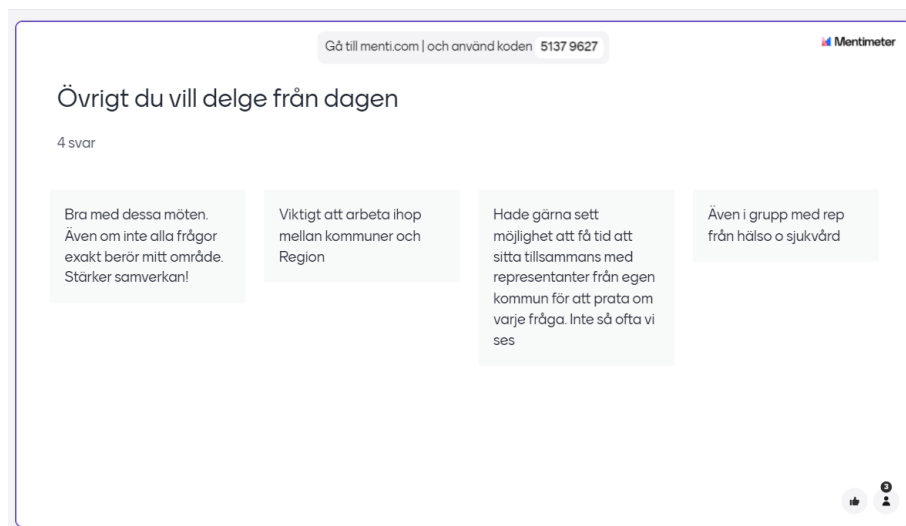 Gå till menti.com | och använd koden 5137 9627
Mentimeter
Övrigt du vill delge från dagen
4 svar
Bra med dessa möten.
Även om inte alla frågor
exakt berör mitt område.
Stärker samverkan!
Viktigt att arbeta ihop
mellan kommuner och
Region
Hade gärna sett
möjlighet att få tid att
sitta tillsammans med
representanter från egen
kommun för att prata om
varje fråga. Inte så ofta vi
ses
Även i grupp med rep
från hälso o sjukvård
3